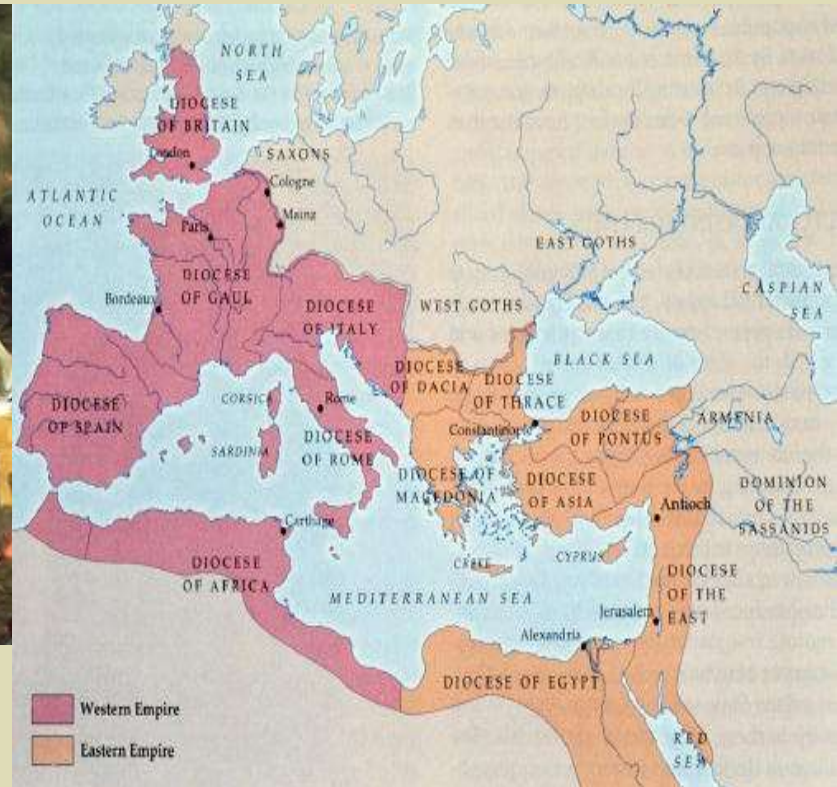 NORTH
SEA
DIOCESE
OF BRITAIN
London
SAXONS
Cologne
ATLANTIC
OCEAN
Mainz
Paris
EAST GOTHS
DIOCESE
OF GAUL
CASPIAN
SEA
Bordeaux
DIOCESE
OF ITALY
WEST GOTHS
BLACK SEA
DIOCESE
OF DACIA
DIOCESE
OF THRACE
CORSICA
Rome
DIOCESE
OF SPAIN
DIOCESE
OF PONTUS
ARMENIA
Constantinople
SARDINIA
DIOCESE
OF ROME
DIOCESE OF
MACEDONIA
DIOCESE
OF ASIA
DOMINION
OF THE
SASSANIDS
Antioch
Carthage
CRETE
CYPRUS
DIOCESE
OF AFRICA
DIOCESE
OF THE
EAST
MEDITERRANEAN SEA
Jerusalem
Alexandria
DIOCESE OF EGYPT
Western Empire
Eastern Empire
RED
SEA